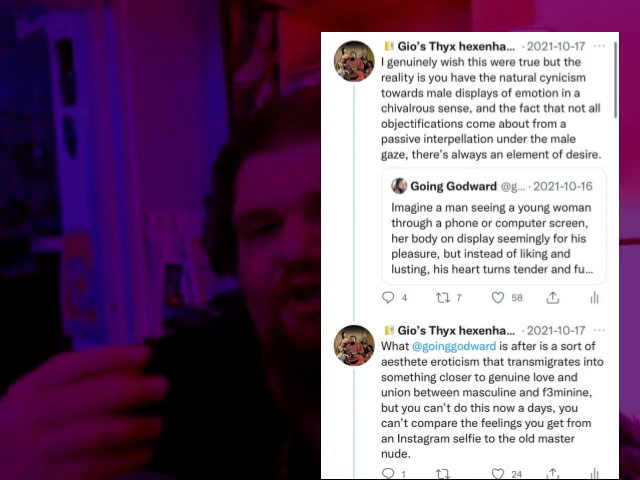 Gio's Thyx hexenha... · 2021-10-17
I genuinely wish this were true but the
reality is you have the natural cynicism
towards male displays of emotion in a
chivalrous sense, and the fact that not all
objectifications come about from a
passive interpellation under the male
gaze, there's always an element of desire.
Going Godward @g... · 2021-10-16
Imagine a man seeing a young woman
through a phone or computer screen,
her body on display seemingly for his
pleasure, but instead of liking and
lusting, his heart turns tender and fu...
4 7 58
Gio's Thyx hexenha... · 2021-10-17
What @goinggodward is after is a sort of
aesthete eroticism that transmigrates into
something closer to genuine love and
union between masculine and f3minine,
but you can't do this now a days, you
can't compare the feelings you get from
an Instagram selfie to the old master
nude.
1 24